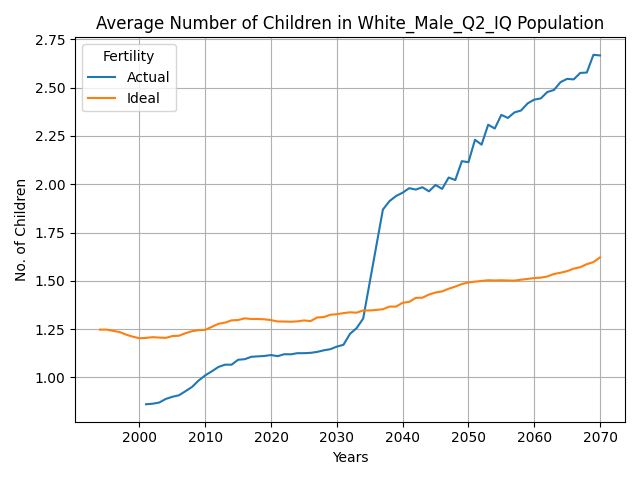 Average Number of Children in White_Male_Q2_IQ Population
Fertility
Actual
Ideal
2.75
2.50
2.25
2.00
1.75
1.50
1.25
1.00
No. of Children
2000 2010 2020 2030 2040 2050 2060 2070
Years